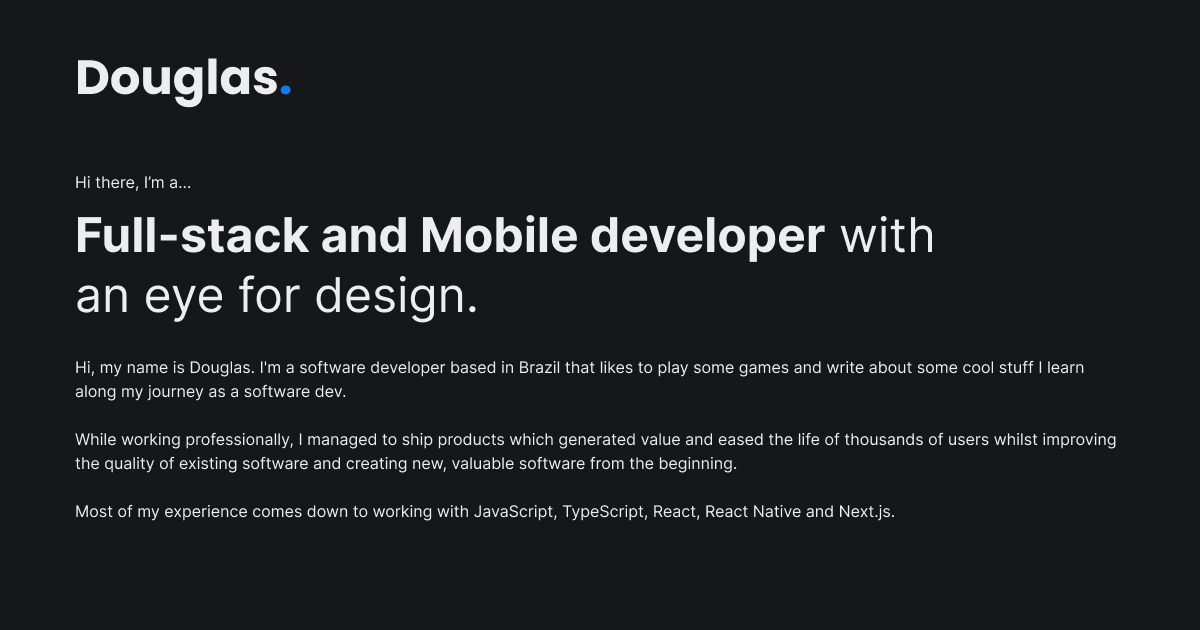 Douglas.
Hi there, I’m a...
Full-stack and Mobile developer with
an eye for design.
Hi, my name is Douglas. I'm a software developer based in Brazil that likes to play some games and write about some cool stuff I learn
along my journey as a software dev.
While working professionally, I managed to ship products which generated value and eased the life of thousands of users whilst improving
the quality of existing software and creating new, valuable software from the beginning.
Most of my experience comes down to working with JavaScript, TypeScript, React, React Native and Next.js.